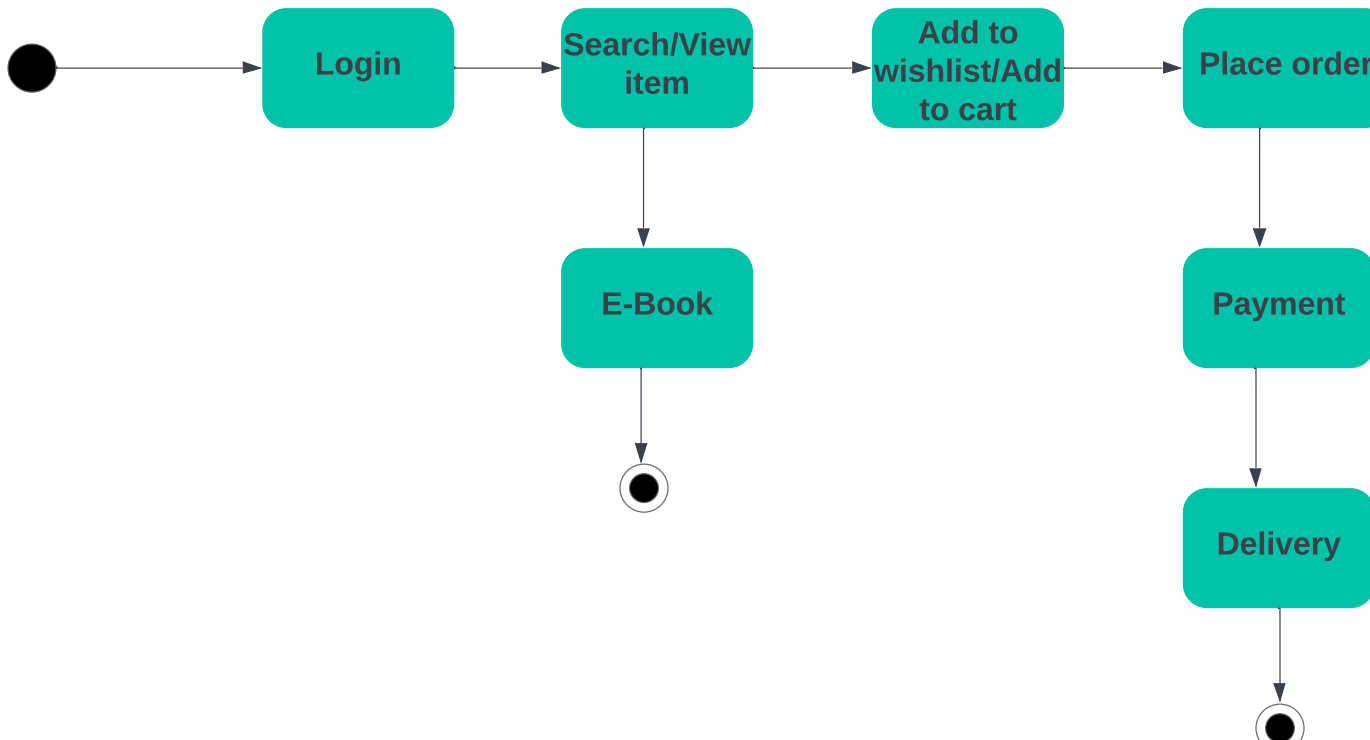 Login
Search/View
item
Add to
wishlist/Add
to cart
Place order
E-Book
Payment
Delivery